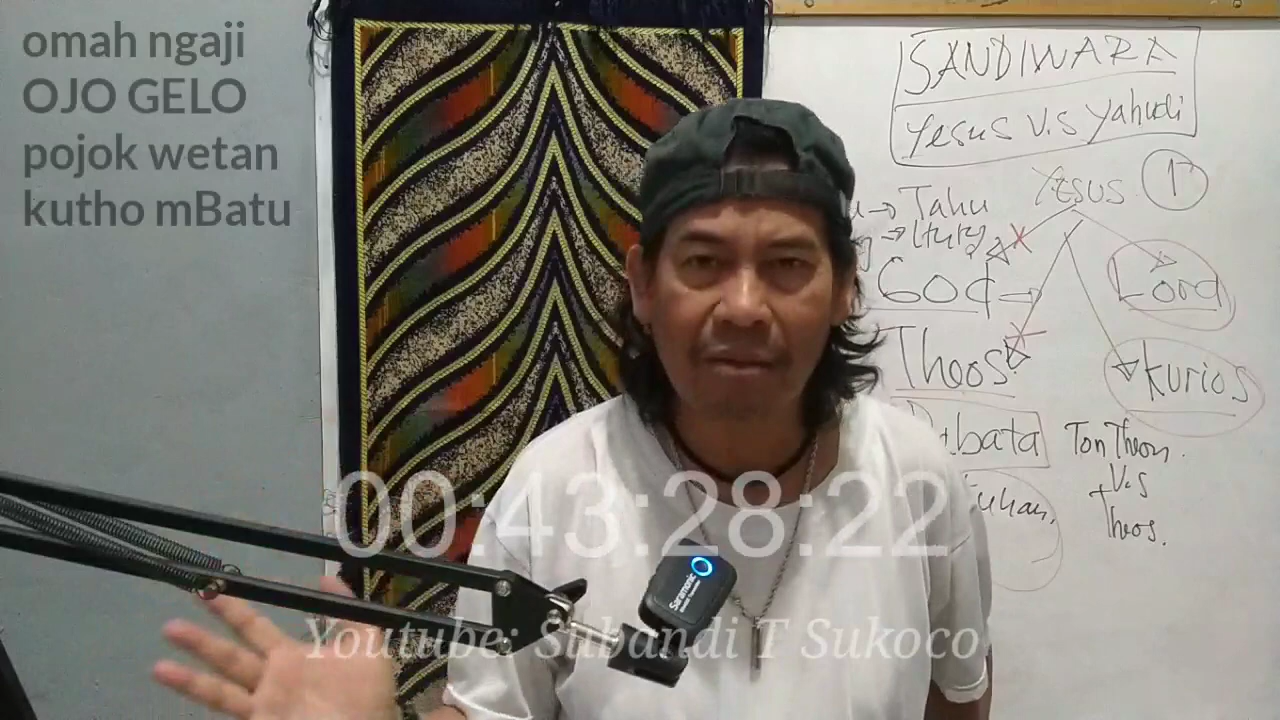 omah ngaji
OJO GELO
pojok wetan
kutho mBatu
SANDIWARA
Yesus V.S Yahudi
Yesus 1
Tahu
God
Lord
Theos
kurios
Ton Theon.
V.S
Theos.
00:43:28:22
Saramonic
Youtube: Subandi T Sukoco